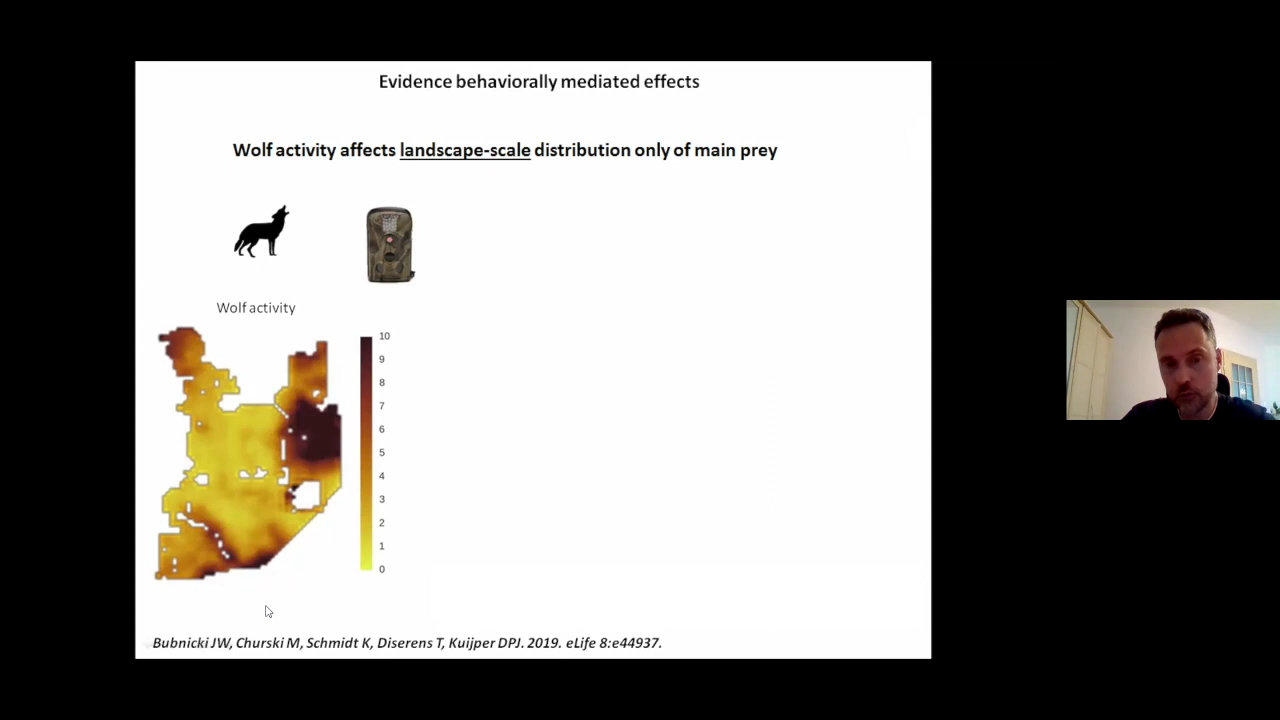 Evidence behaviorally mediated effects
Wolf activity affects landscape-scale distribution only of main prey
Wolf activity
10
9
8
7
6
5
4
3
2
1
0
Bubnicki JW, Churski M, Schmidt K, Diserens T, Kuijper DPJ. 2019. eLife 8:e44937.